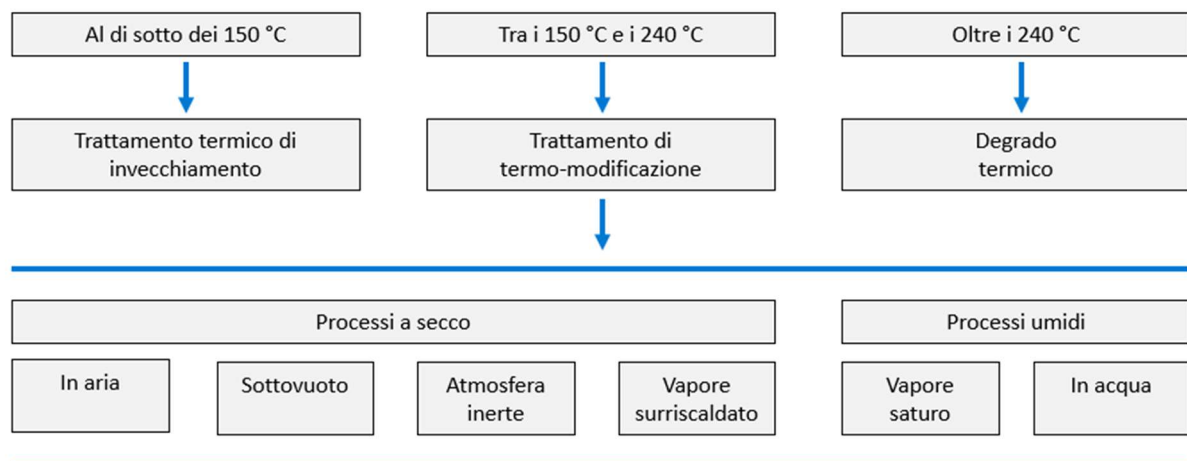 Al di sotto dei 150 °C
Tra i 150 °C e i 240 °C
Oltre i 240 °C
Trattamento termico di
invecchiamento
Trattamento di
termo-modificazione
Degrado
termico
Processi a secco
Processi umidi
In aria
Sottovuoto
Atmosfera
inerte
Vapore
surriscaldato
Vapore
saturo
In acqua